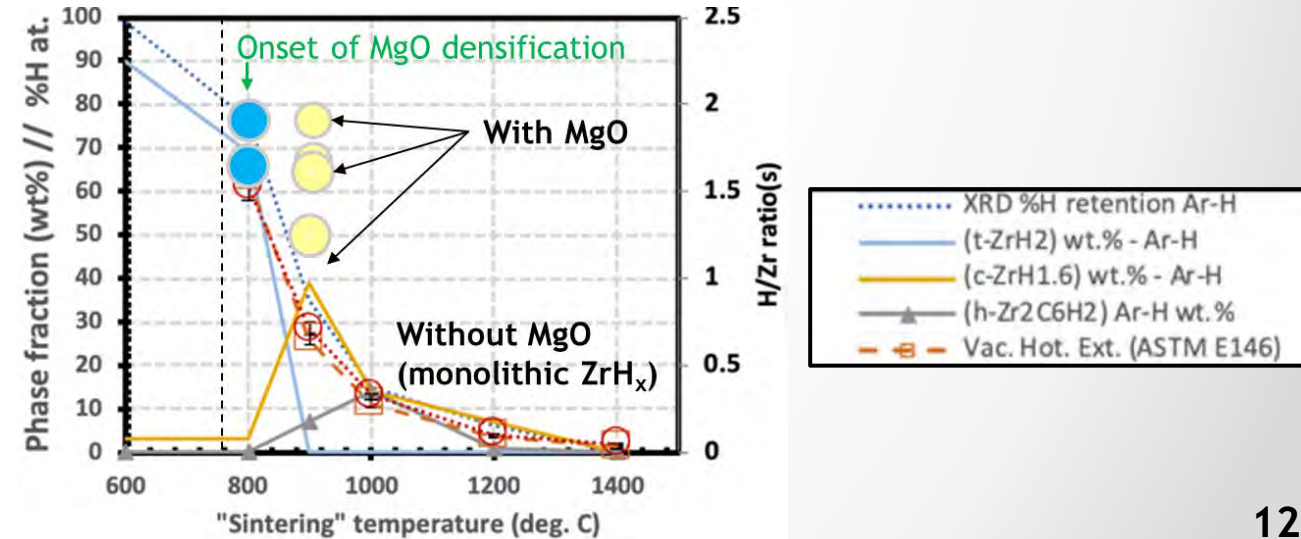 Phase fraction (wt%) // %H at.
100
90
80
70
60
50
40
30
20
10
0
Onset of MgO densification
With MgO
Without MgO
(monolithic ZrHx)
2.5
2
1.5
1
0.5
0
H/Zr ratio(s)
600
800
1000
1200
1400
"Sintering" temperature (deg. C)
XRD %H retention Ar-H
(t-ZrH2) wt.% - Ar-H
(c-ZrH1.6) wt.% - Ar-H
(h-Zr2C6H2) Ar-H wt.%
Vac. Hot. Ext. (ASTM E146)
12